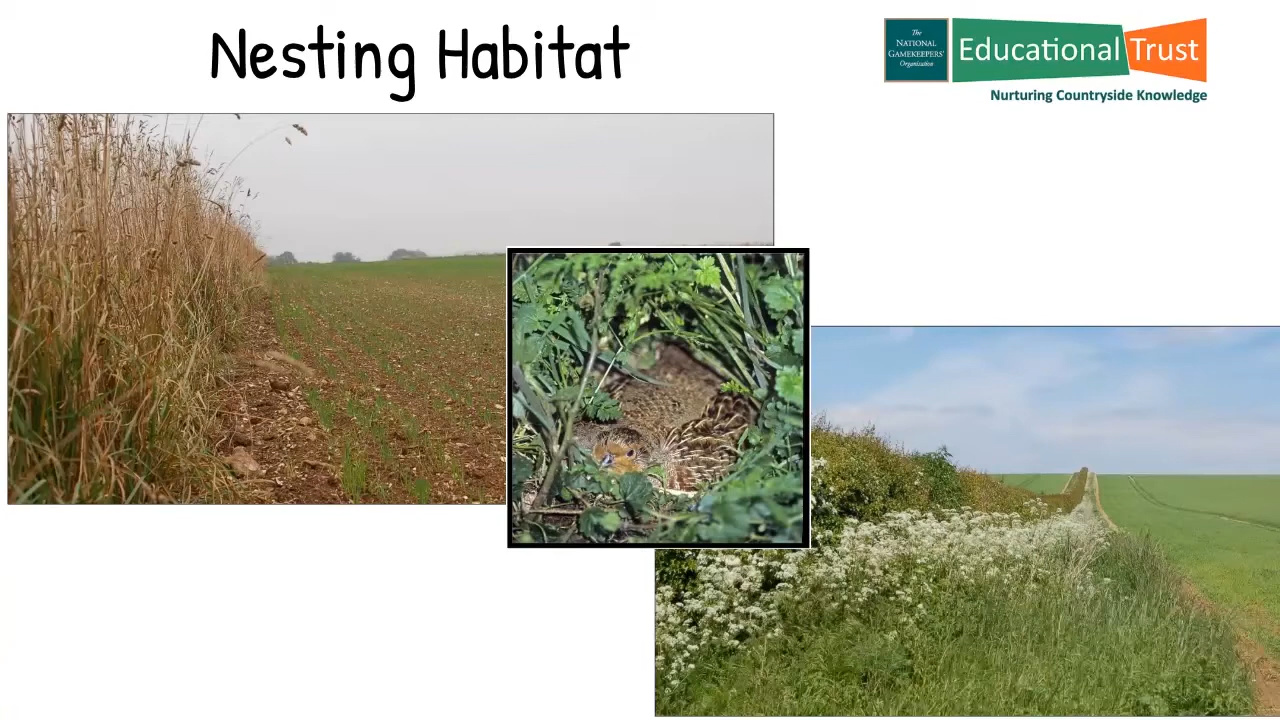 Nesting Habitat
The
NATIONAL
GAMEKEEPERS'
Organisation
Educational Trust
Nurturing Countryside Knowledge